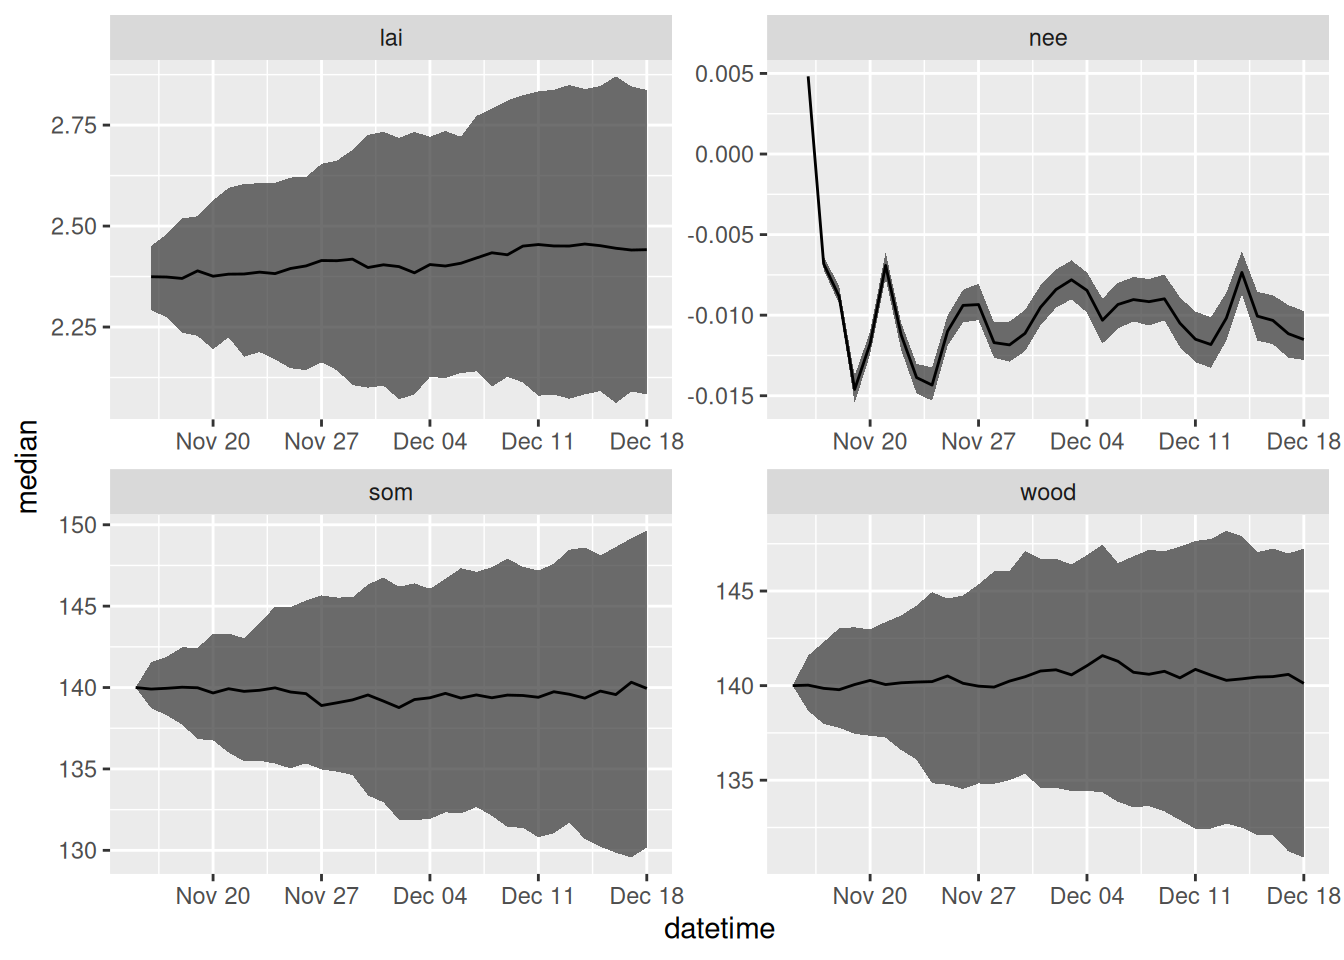 lai
nee
2.75
2.50
2.25
0.005
0.000
-0.005
-0.010
-0.015
Nov 20 Nov 27 Dec 04 Dec 11 Dec 18
Nov 20 Nov 27 Dec 04 Dec 11 Dec 18
median
som
wood
150
145
140
135
130
145
140
135
Nov 20 Nov 27 Dec 04 Dec 11 Dec 18
Nov 20 Nov 27 Dec 04 Dec 11 Dec 18
datetime